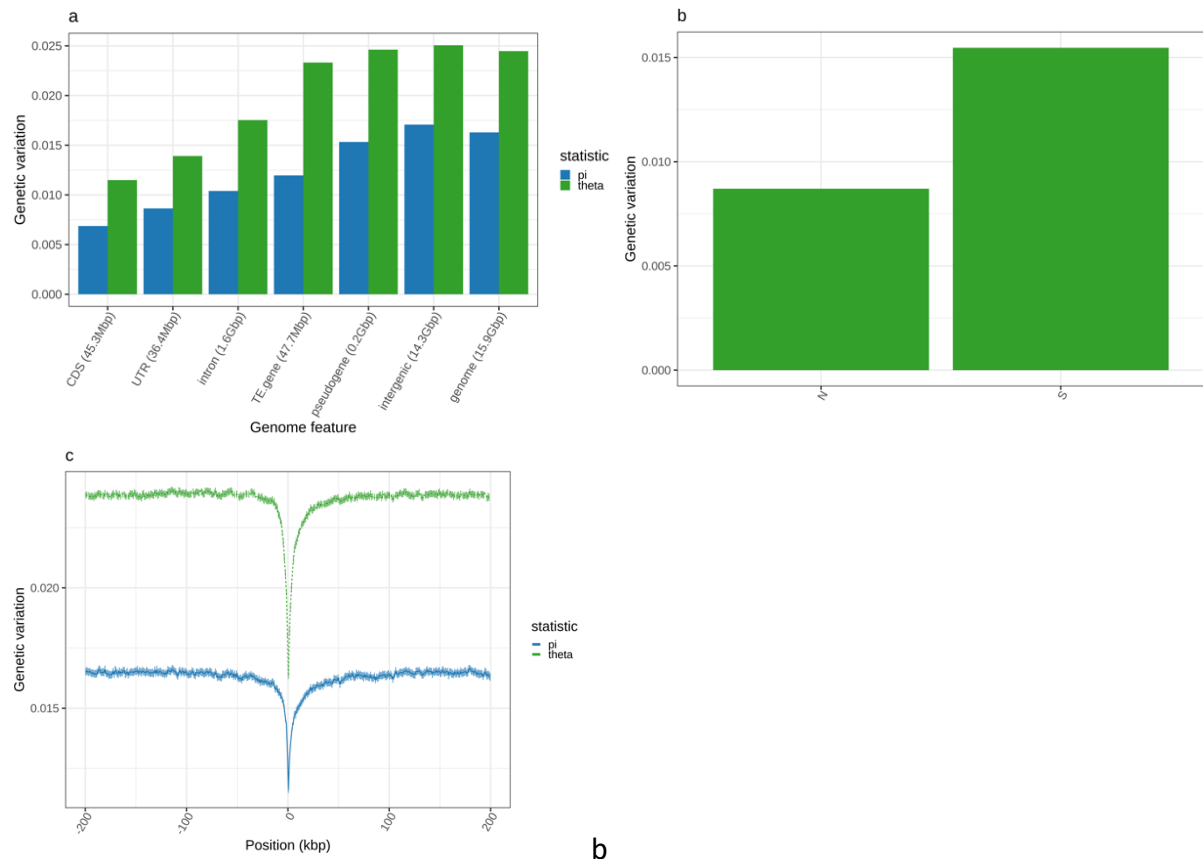 a
0.025
0.020
0.015
0.010
0.005
0.000
Genetic variation
CDS (45.3Mbp)
UTR (36.4Mbp)
intron (1.6Gbp)
TE.gene (47.7Mbp)
pseudogene (0.2Gbp)
intergenic (14.3Gbp)
genome (15.9Gbp)
Genome feature
statistic
pi
theta
b
0.015
0.010
0.005
0.000
Genetic variation
N
S
c
0.020
0.015
Genetic variation
-200
-100
0
100
200
Position (kbp)
statistic
pi
theta
b